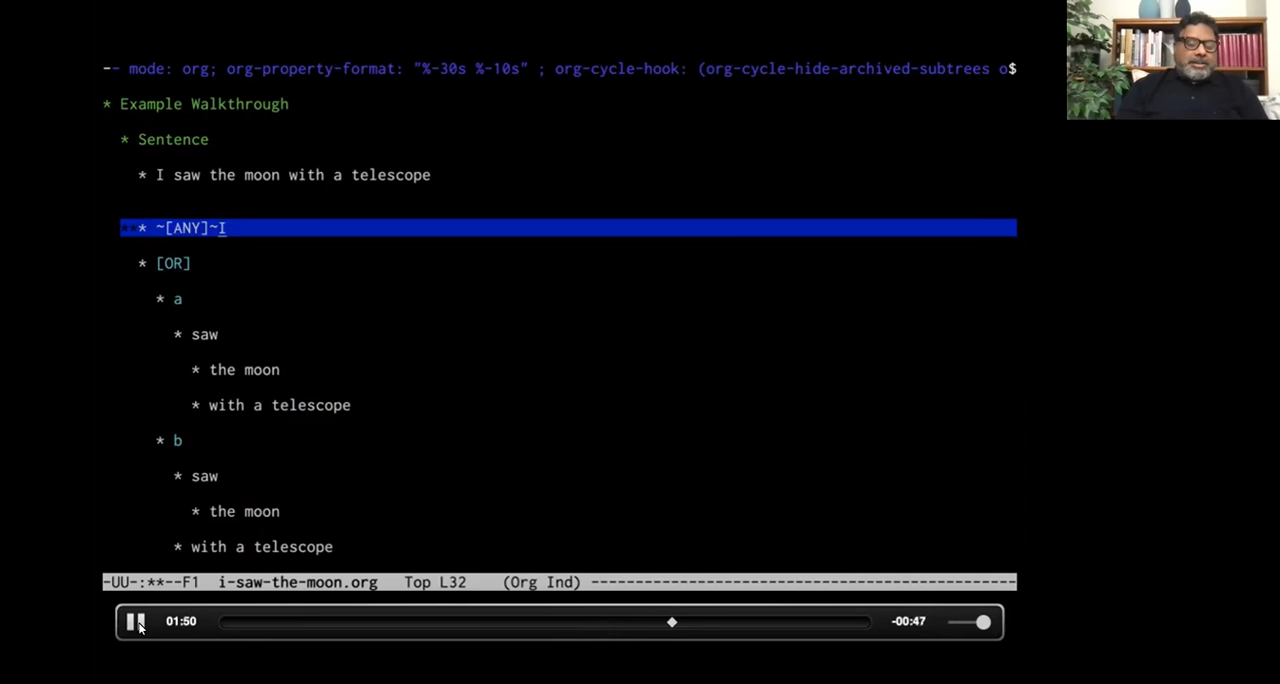 -- mode: org; org-property-format: "%-30s %-10s" ; org-cycle-hook: (org-cycle-hide-archived-subtrees o$
* Example Walkthrough
* Sentence
* I saw the moon with a telescope
*** ~[ANY]~I
* [OR]
* a
* saw
* the moon
* with a telescope
* b
* saw
* the moon
* with a telescope
-UU-:**--F1  i-saw-the-moon.org   Top L32    (Org Ind) ------------------------------------------------
01:50
-00:47